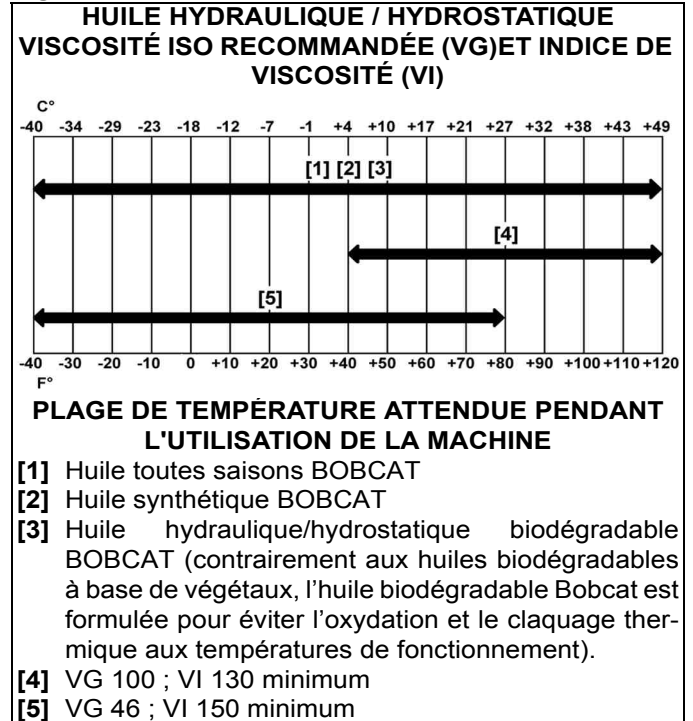 HUILE HYDRAULIQUE / HYDROSTATIQUE
VISCOSITÉ ISO RECOMMANDÉE (VG)ET INDICE DE
VISCOSITÉ (VI)
C°
-40 -34 -29 -23 -18 -12 -7 -1 +4 +10 +17 +21 +27 +32 +38 +43 +49
[1] [2] [3]
[4]
[5]
-40 -30 -20 -10 0 +10 +20 +30 +40 +50 +60 +70 +80 +90 +100 +110 +120
F°
PLAGE DE TEMPÉRATURE ATTENDUE PENDANT
L'UTILISATION DE LA MACHINE
[1] Huile toutes saisons BOBCAT
[2] Huile synthétique BOBCAT
[3] Huile hydraulique/hydrostatique biodégradable
BOBCAT (contrairement aux huiles biodégradables
à base de végétaux, l’huile biodégradable Bobcat est
formulée pour éviter l’oxydation et le claquage ther-
mique aux températures de fonctionnement).
[4] VG 100 ; VI 130 minimum
[5] VG 46 ; VI 150 minimum